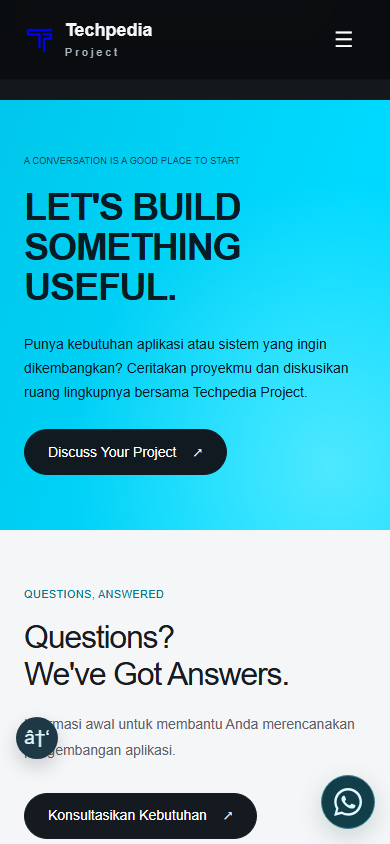 Techpedia
Project
A CONVERSATION IS A GOOD PLACE TO START
LET'S BUILD
SOMETHING
USEFUL.
Punya kebutuhan aplikasi atau sistem yang ingin
dikembangkan? Ceritakan proyekmu dan diskusikan
ruang lingkupnya bersama Techpedia Project.
Discuss Your Project ↗
QUESTIONS, ANSWERED
Questions?
We've Got Answers.
awal untuk membantu Anda merencanakan
aplikasi.
â†‘
Konsultasikan Kebutuhan ↗